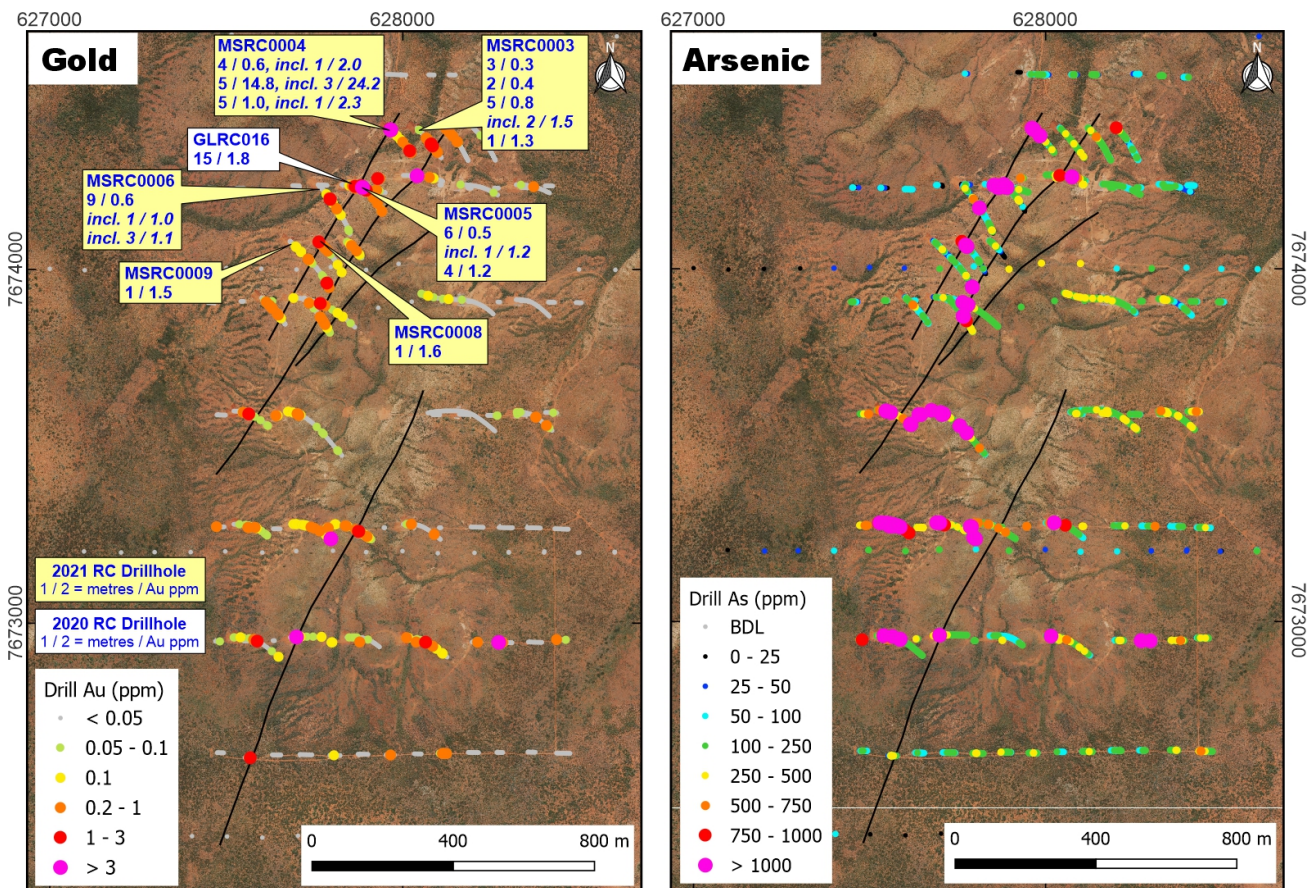 627000
628000
627000
628000
Gold
N
MSRC0004
4 / 0.6, incl. 1 / 2.0
5 / 14.8, incl. 3 / 24.2
5 / 1.0, incl. 1 / 2.3
MSRC0003
3 / 0.3
2 / 0.4
5 / 0.8
incl. 2 / 1.5
1 / 1.3
GLRC016
15 / 1.8
MSRC0006
9 / 0.6
incl. 1 / 1.0
incl. 3 / 1.1
MSRC0005
6 / 0.5
incl. 1 / 1.2
4 / 1.2
MSRC0009
1 / 1.5
MSRC0008
1 / 1.6
7674000
7673000
2021 RC Drillhole
1 / 2 = metres / Au ppm
2020 RC Drillhole
1 / 2 = metres / Au ppm
Drill Au (ppm)
< 0.05
0.05 - 0.1
0.1
0.2 - 1
1 - 3
> 3
0 400 800 m
Arsenic
N
7674000
7673000
Drill As (ppm)
BDL
0 - 25
25 - 50
50 - 100
100 - 250
250 - 500
500 - 750
750 - 1000
> 1000
0 400 800 m